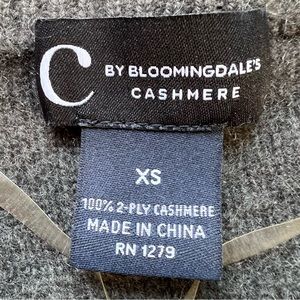 C BY BLOOMINGDALE'S
CASHMERE
XS
100% 2-PLY CASHMERE
MADE IN CHINA
RN 1279